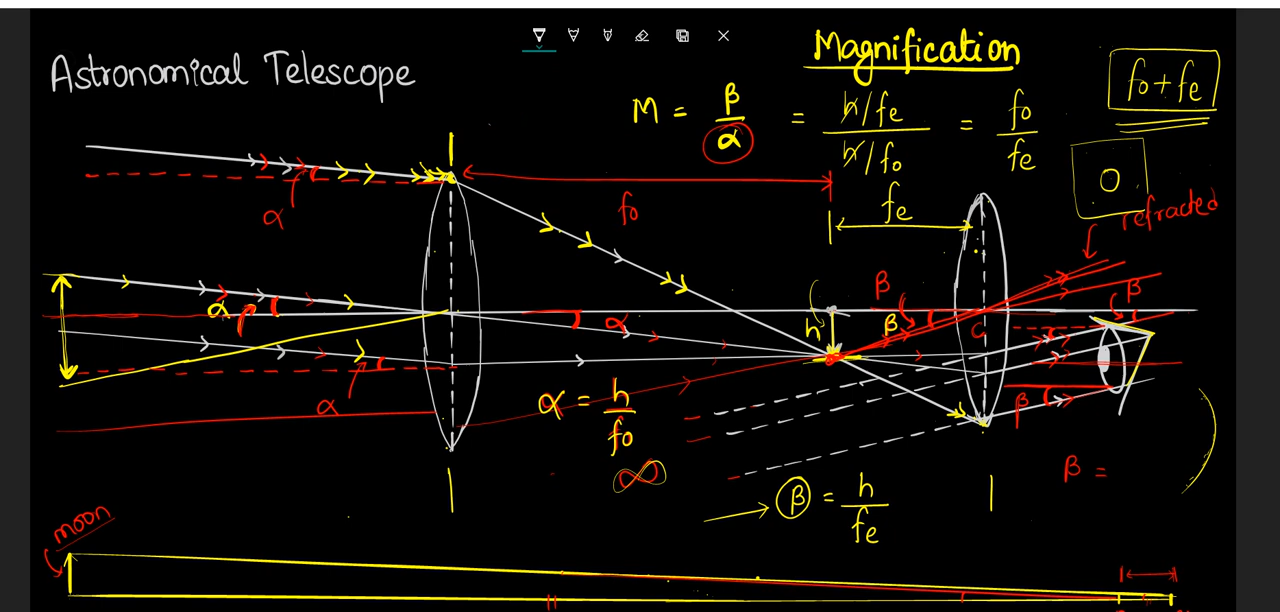 Astronomical Telescope
Magnification
M = β/α = h/fe / h/fo = fo/fe
fo + fe
O
refracted
α
fo
fe
α
α
h
β
β
C
β
α
α = h/fo
∞
β
β = h/fe
β =
moon